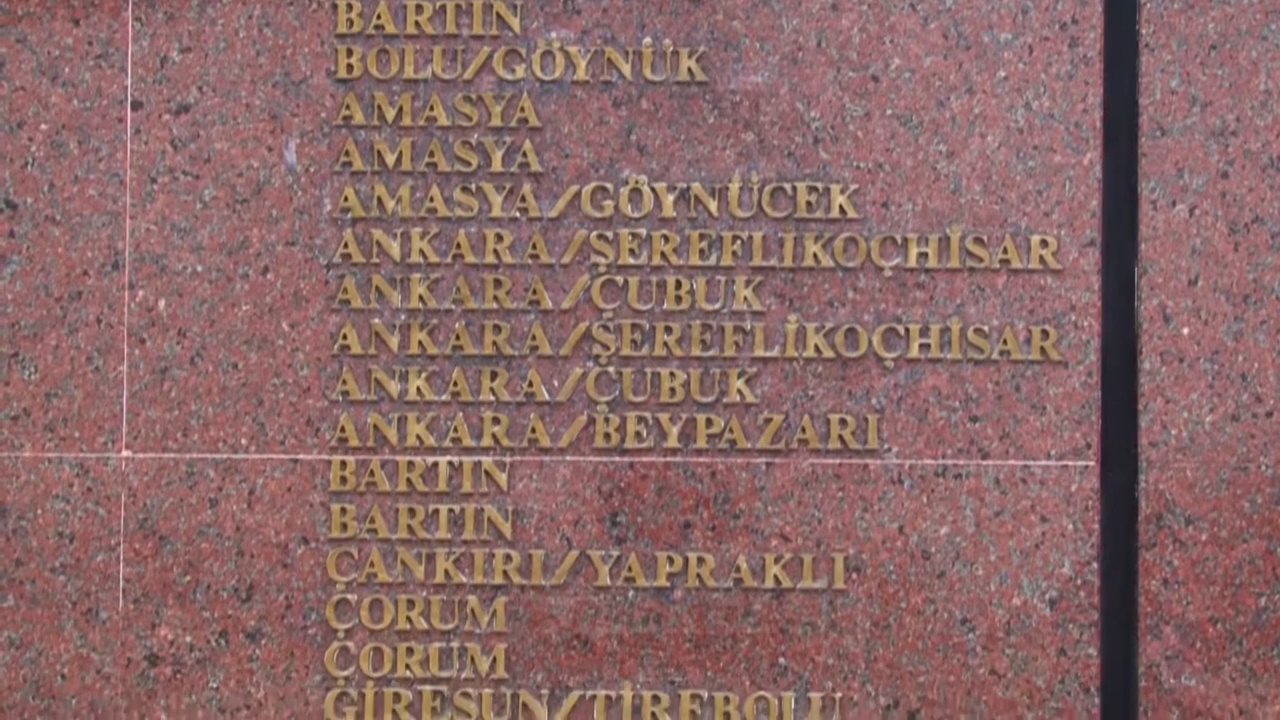 BARTIN
BOLU/GÖYNÜK
AMASYA
AMASYA
AMASYA/GÖYNÜCEK
ANKARA/ŞEREFLİKOÇHİSAR
ANKARA/ÇUBUK
ANKARA/ŞEREFLİKOÇHİSAR
ANKARA/ÇUBUK
ANKARA/BEYPAZARI
BARTIN
BARTIN
ÇANKIRI/YAPRAKLI
ÇORUM
ÇORUM
GİRESUN/TİREBOLU